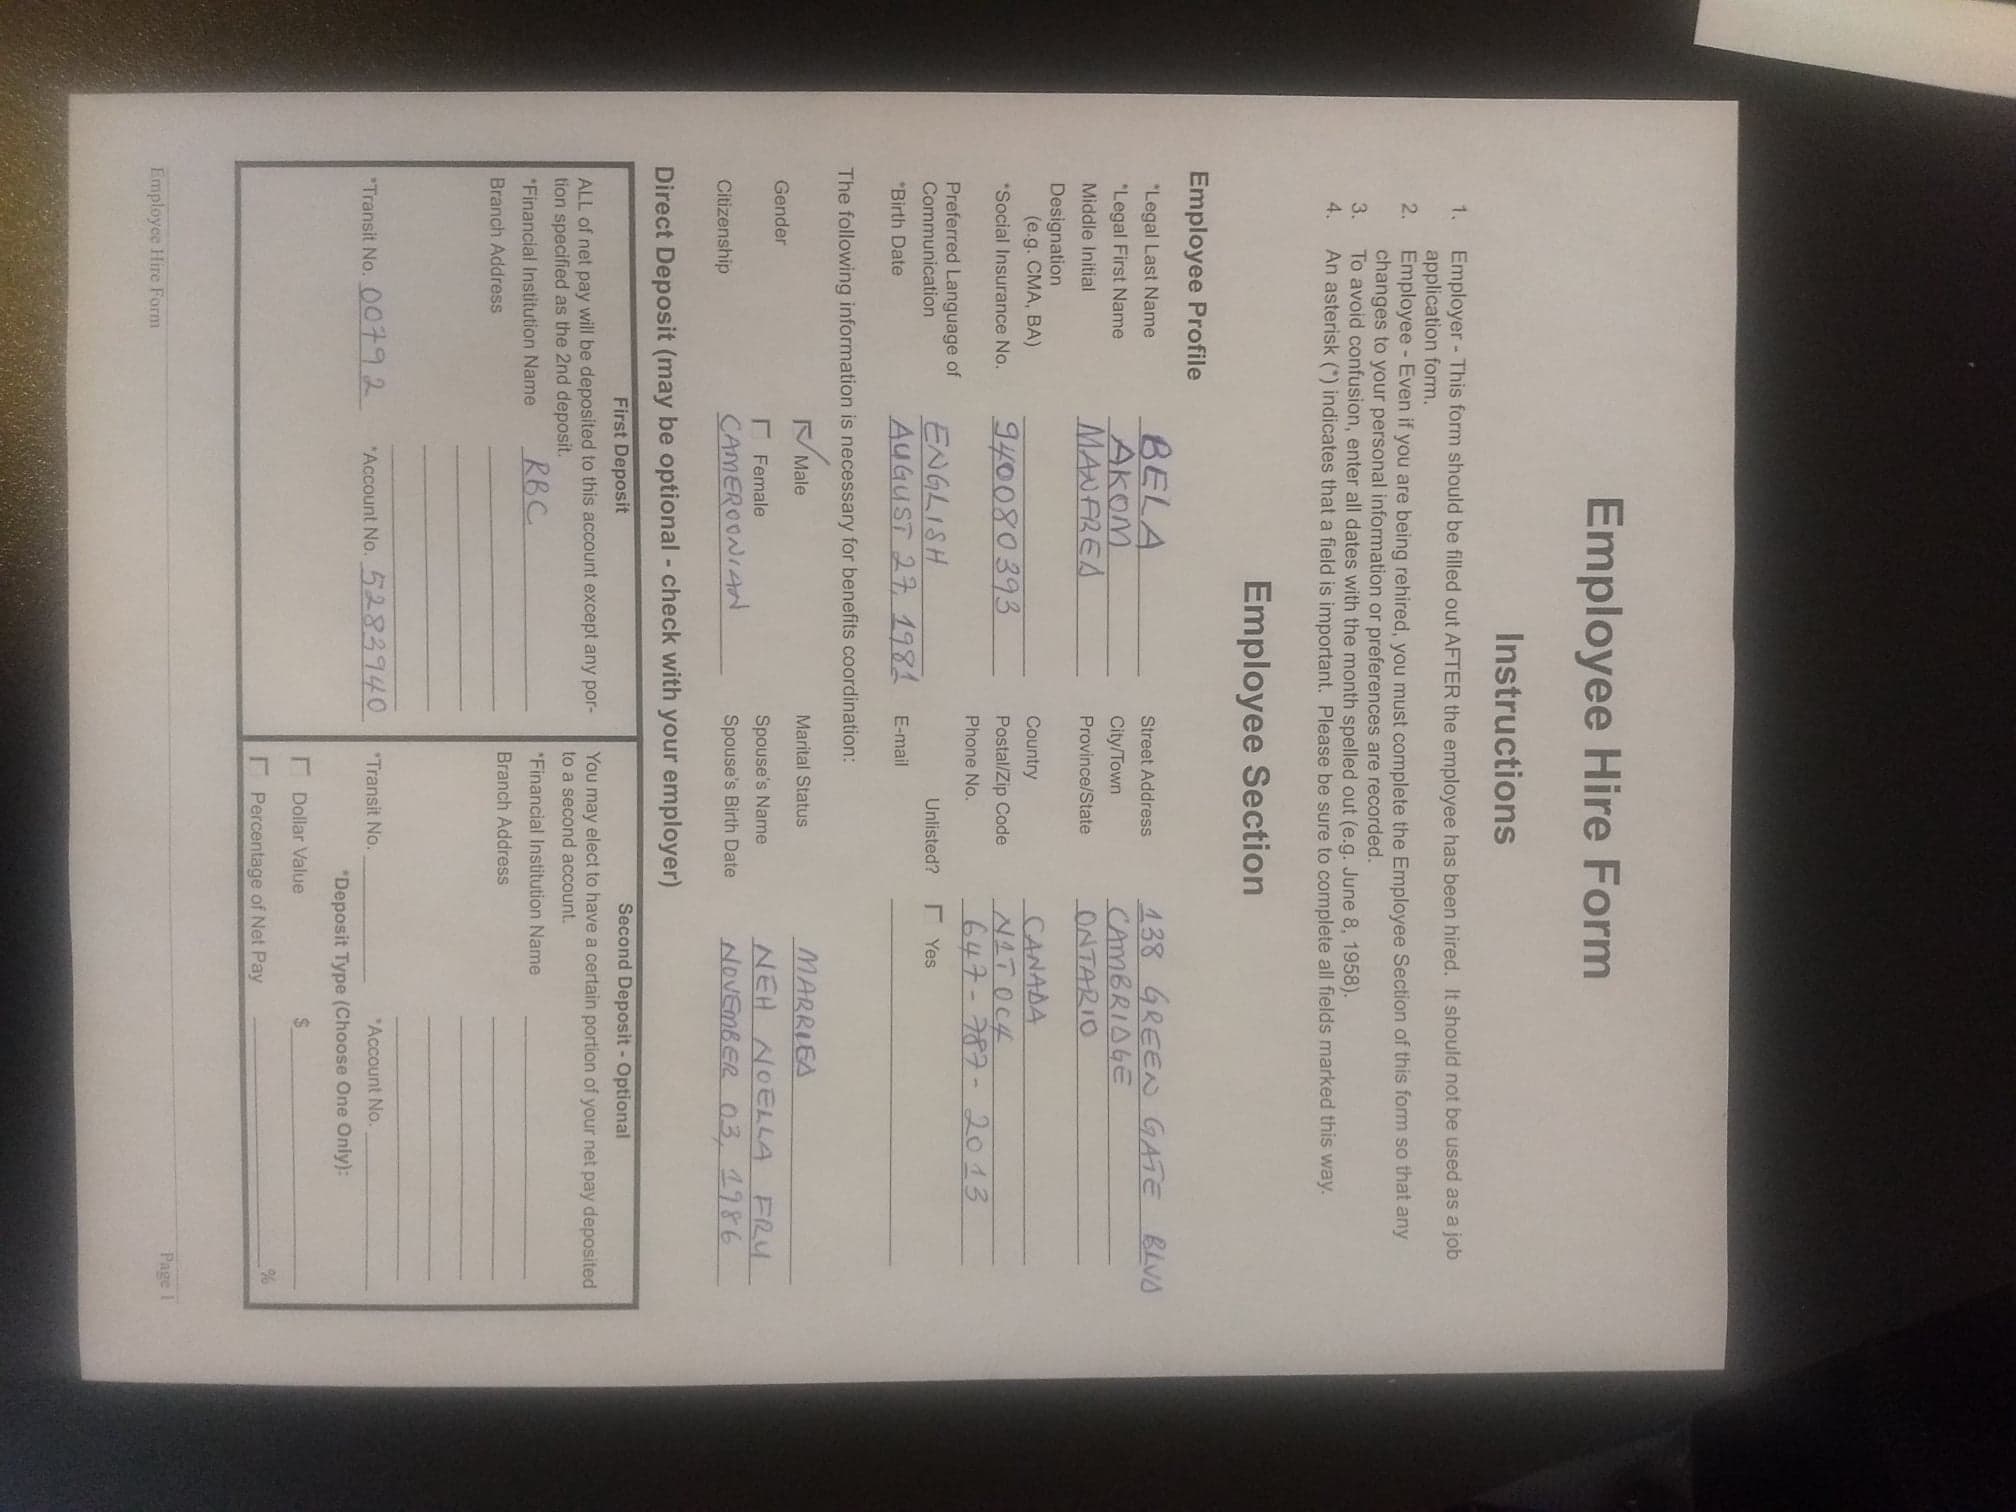 Employee Hire Form
Instructions
1. Employer - This form should be filled out AFTER the employee has been hired. It should not be used as a job
application form.
2. Employee - Even if you are being rehired, you must complete the Employee Section of this form so that any
changes to your personal information or preferences are recorded.
3. To avoid confusion, enter all dates with the month spelled out (e.g. June 8, 1958).
4. An asterisk (*) indicates that a field is important. Please be sure to complete all fields marked this way.
Employee Section
Employee Profile
*Legal Last Name BELA
*Legal First Name AKOM
Middle Initial MANFRED
Designation
(e.g. CMA, BA)
*Social Insurance No. 940080393
Preferred Language of
Communication ENGLISH
*Birth Date AUGUST 27, 1981
Street Address 138 GREEN GATE BLVD
City/Town CAMBRIDGE
Province/State ONTARIO
Country CANADA
Postal/Zip Code N1T 0C4
Phone No. 647-787-2013
Unlisted? Yes
E-mail
The following information is necessary for benefits coordination:
Gender Male
Female
Citizenship CAMEROONIAN
Marital Status MARRIED
Spouse's Name NEH NOELLA FRU
Spouse's Birth Date NOVEMBER 03, 1986
Direct Deposit (may be optional - check with your employer)
First Deposit
ALL of net pay will be deposited to this account except any por-
tion specified as the 2nd deposit.
*Financial Institution Name RBC
Branch Address
*Transit No. 00792 *Account No. 5283940
Second Deposit - Optional
You may elect to have a certain portion of your net pay deposited
to a second account.
*Financial Institution Name
Branch Address
*Transit No. *Account No.
*Deposit Type (Choose One Only):
Dollar Value $
Percentage of Net Pay %
Employee Hire Form Page 1